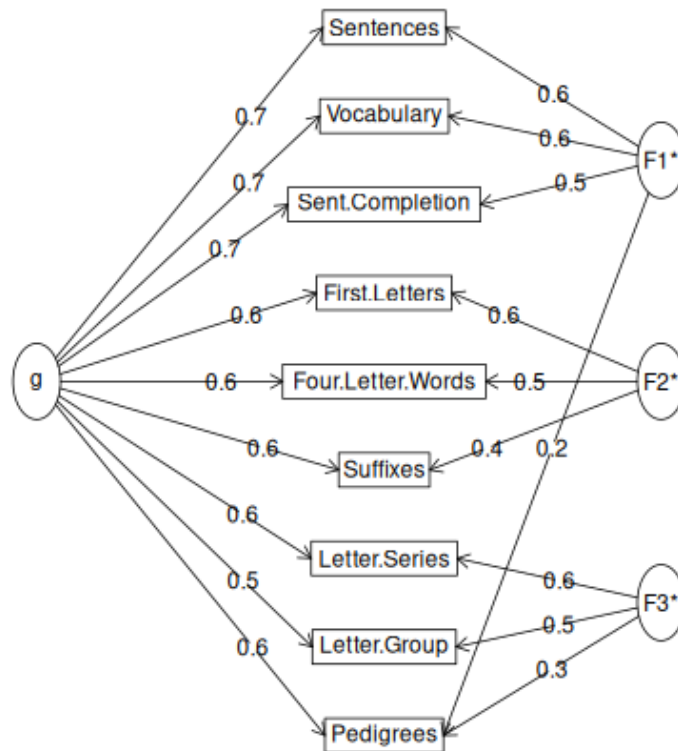 Sentences
0.6
0.7
Vocabulary
0.6
F1*
0.7
Sent.Completion
0.5
0.7
First.Letters
0.6
0.6
g
0.6
Four.Letter.Words
0.5
F2*
0.6
Suffixes
0.4
0.2
0.6
Letter.Series
0.6
F3*
0.5
Letter.Group
0.5
0.6
0.3
Pedigrees